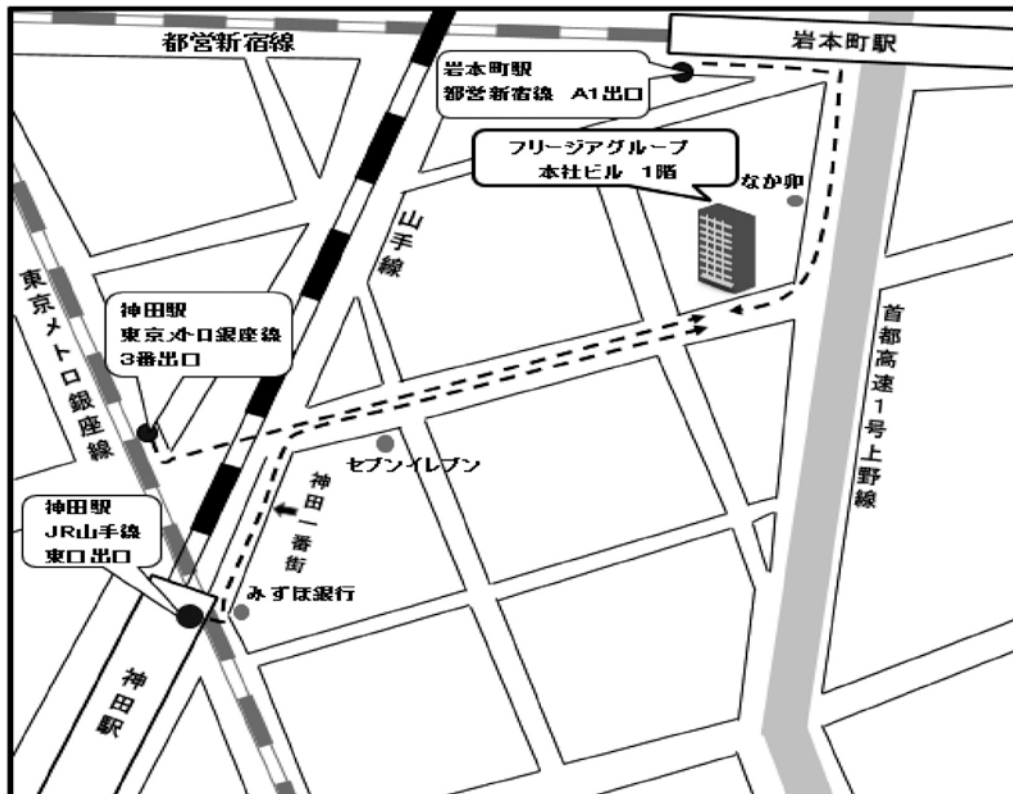 都営新宿線
岩本町駅
岩本町駅
都営新宿線 A1出口
フリージアグループ
本社ビル 1階
なか卯
山手線
東京メトロ銀座線
神田駅
東京メトロ銀座線
3番出口
首都高速1号上野線
セブンイレブン
神田一番街
神田駅
JR山手線
東口出口
みずほ銀行
神田駅